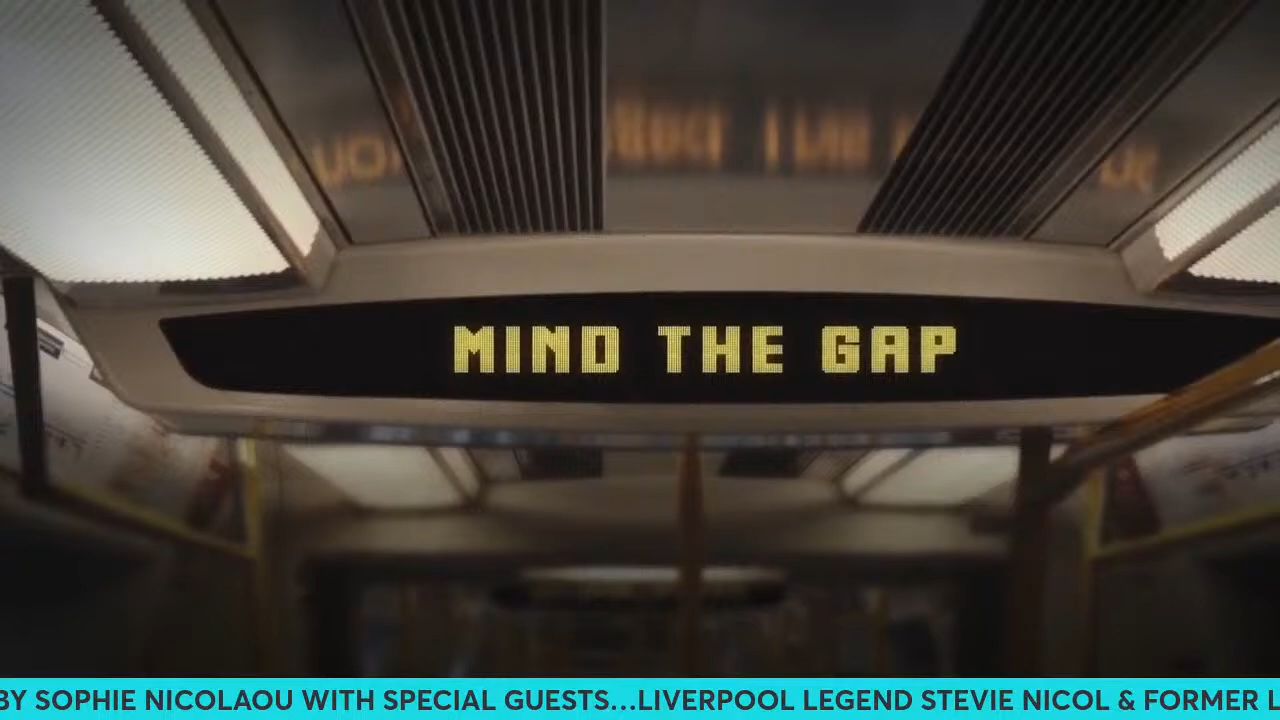 MIND THE GAP
BY SOPHIE NICOLAOU WITH SPECIAL GUESTS...LIVERPOOL LEGEND STEVIE NICOL & FORMER L